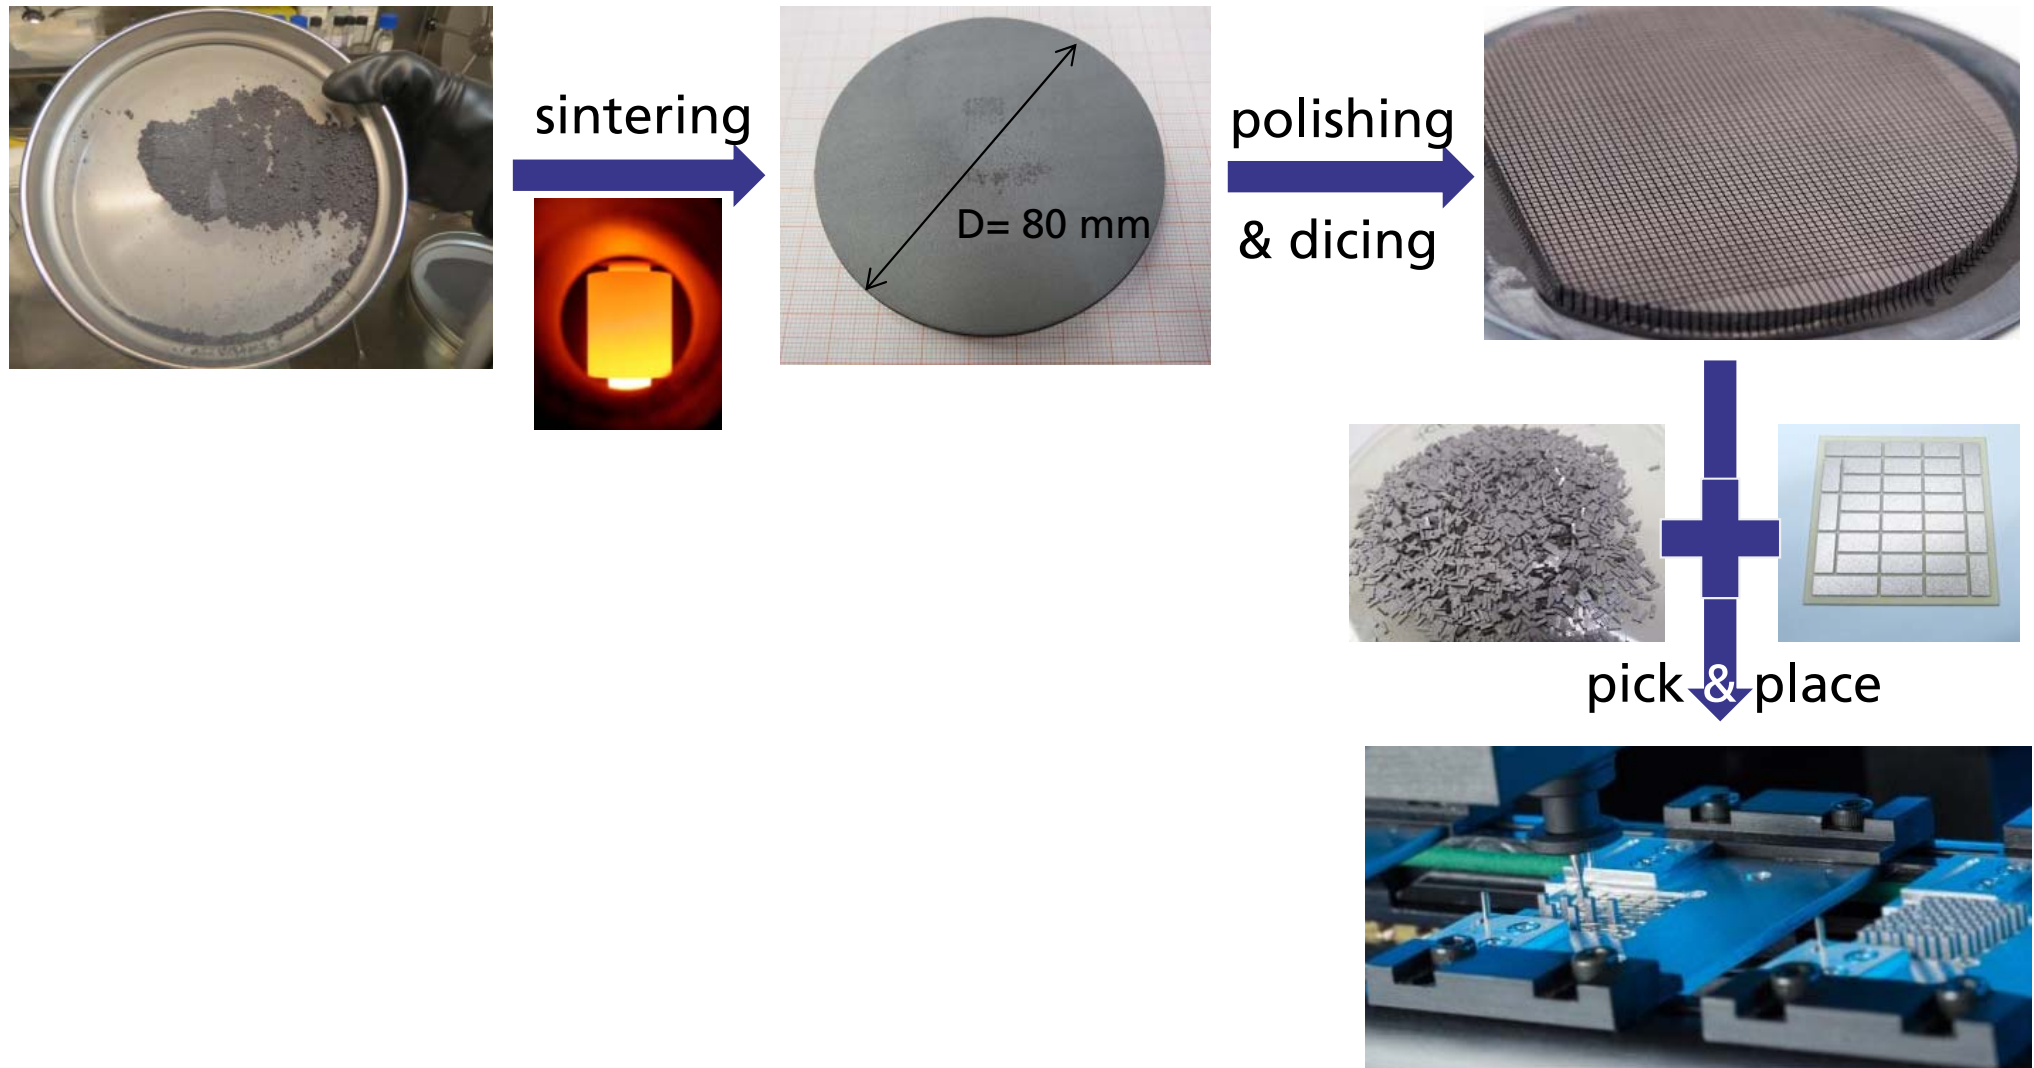 sintering
D= 80 mm
polishing
& dicing
pick & place